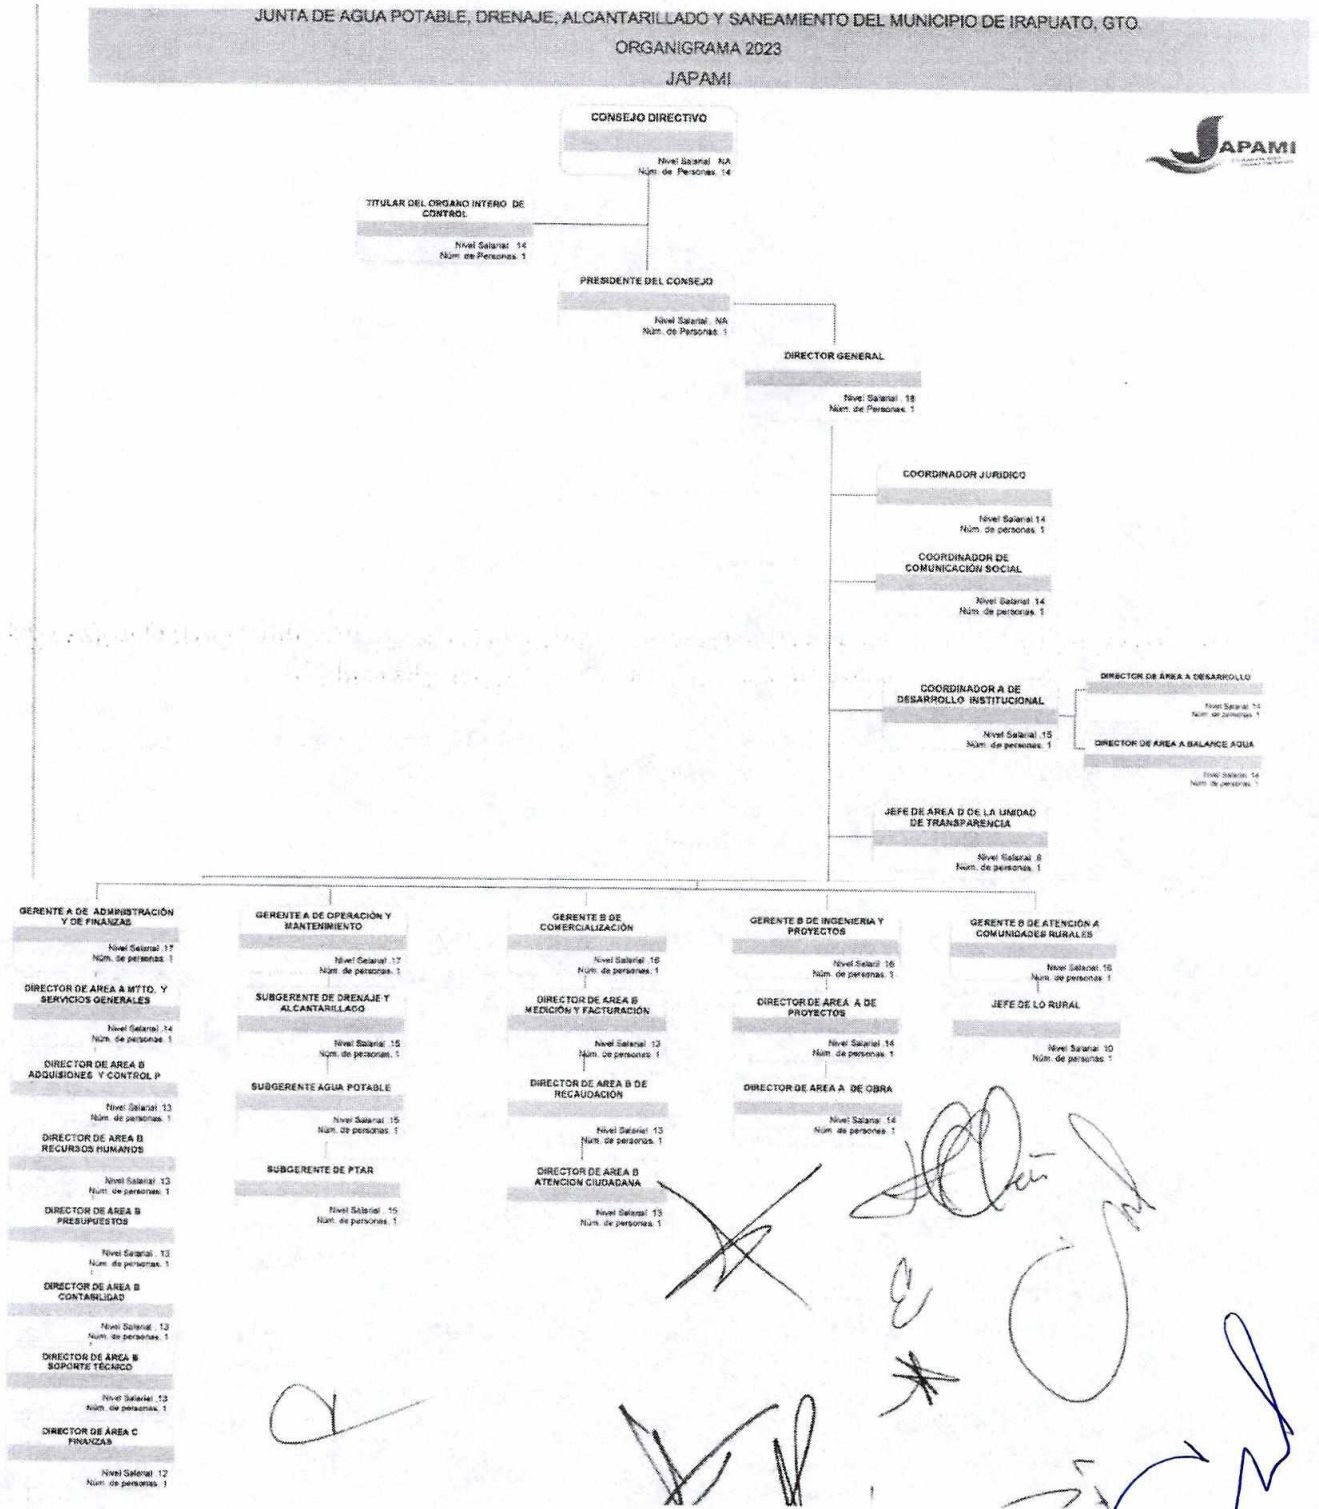 JUNTA DE AGUA POTABLE, DRENAJE, ALCANTARILLADO Y SANEAMIENTO DEL MUNICIPIO DE IRAPUATO, GTO.
ORGANIGRAMA 2023
JAPAMI
CONSEJO DIRECTIVO
Nivel Salarial . NA
Núm. de Personas. 14
JAPAMI
TITULAR DEL ORGANO INTERO DE
CONTROL
Nivel Salarial . 14
Núm. de Personas. 1
PRESIDENTE DEL CONSEJO
Nivel Salarial . NA
Núm. de Personas. 1
DIRECTOR GENERAL
Nivel Salarial . 18
Núm. de Personas. 1
COORDINADOR JURIDICO
Nivel Salarial 14
Núm. de personas. 1
COORDINADOR DE
COMUNICACIÓN SOCIAL
Nivel Salarial .14
Núm. de personas. 1
COORDINADOR A DE
DESARROLLO INSTITUCIONAL
Nivel Salarial .15
Núm. de personas. 1
DIRECTOR DE ÁREA A DESARROLLO
Nivel Salarial. 14
Núm. de personas. 1
DIRECTOR DE AREA A BALANCE AGUA
Nivel Salarial. 14
Núm. de personas. 1
JEFE DE ÁREA D DE LA UNIDAD
DE TRANSPARENCIA
Nivel Salarial .8
Núm. de personas. 1
GERENTE A DE ADMINISTRACIÓN
Y DE FINANZAS
Nivel Salarial .17
Núm. de personas. 1
DIRECTOR DE AREA A MTTO. Y
SERVICIOS GENERALES
Nivel Salarial .14
Núm. de personas. 1
DIRECTOR DE AREA B
ADQUISIONES Y CONTROL P
Nivel Salarial .13
Núm. de personas. 1
DIRECTOR DE AREA B
RECURSOS HUMANOS
Nivel Salarial .13
Núm. de personas. 1
DIRECTOR DE AREA B
PRESUPUESTOS
Nivel Salarial . 13
Núm. de personas. 1
DIRECTOR DE AREA B
CONTABILIDAD
Nivel Salarial . 13
Núm. de personas. 1
DIRECTOR DE ÁREA B
SOPORTE TÉCNICO
Nivel Salarial .13
Núm. de personas. 1
DIRECTOR DE ÁREA C
FINANZAS
Nivel Salarial .12
Núm. de personas. 1
GERENTE A DE OPERACIÓN Y
MANTENIMIENTO
Nivel Salarial .17
Núm. de personas. 1
SUBGERENTE DE DRENAJE Y
ALCANTARILLADO
Nivel Salarial .15
Núm. de personas. 1
SUBGERENTE AGUA POTABLE
Nivel Salarial .15
Núm. de personas. 1
SUBGERENTE DE PTAR
Nivel Salarial . 15
Núm. de personas. 1
GERENTE B DE
COMERCIALIZACIÓN
Nivel Salarial .16
Núm. de personas. 1
DIRECTOR DE AREA B
MEDICIÓN Y FACTURACIÓN
Nivel Salarial .13
Núm. de personas. 1
DIRECTOR DE AREA B DE
RECAUDACIÓN
Nivel Salarial .13
Núm. de personas. 1
DIRECTOR DE AREA B
ATENCION CIUDADANA
Nivel Salarial .13
Núm. de personas. 1
GERENTE B DE INGENIERIA Y
PROYECTOS
Nivel Salaril .16
Núm. de personas. 1
DIRECTOR DE AREA A DE
PROYECTOS
Nivel Salarial .14
Núm. de personas. 1
DIRECTOR DE AREA A DE OBRA
Nivel Salarial .14
Núm. de personas. 1
GERENTE B DE ATENCIÓN A
COMUNIDADES RURALES
Nivel Salarial .16
Núm. de personas. 1
JEFE DE LO RURAL
Nivel Salarial .10
Núm. de personas. 1